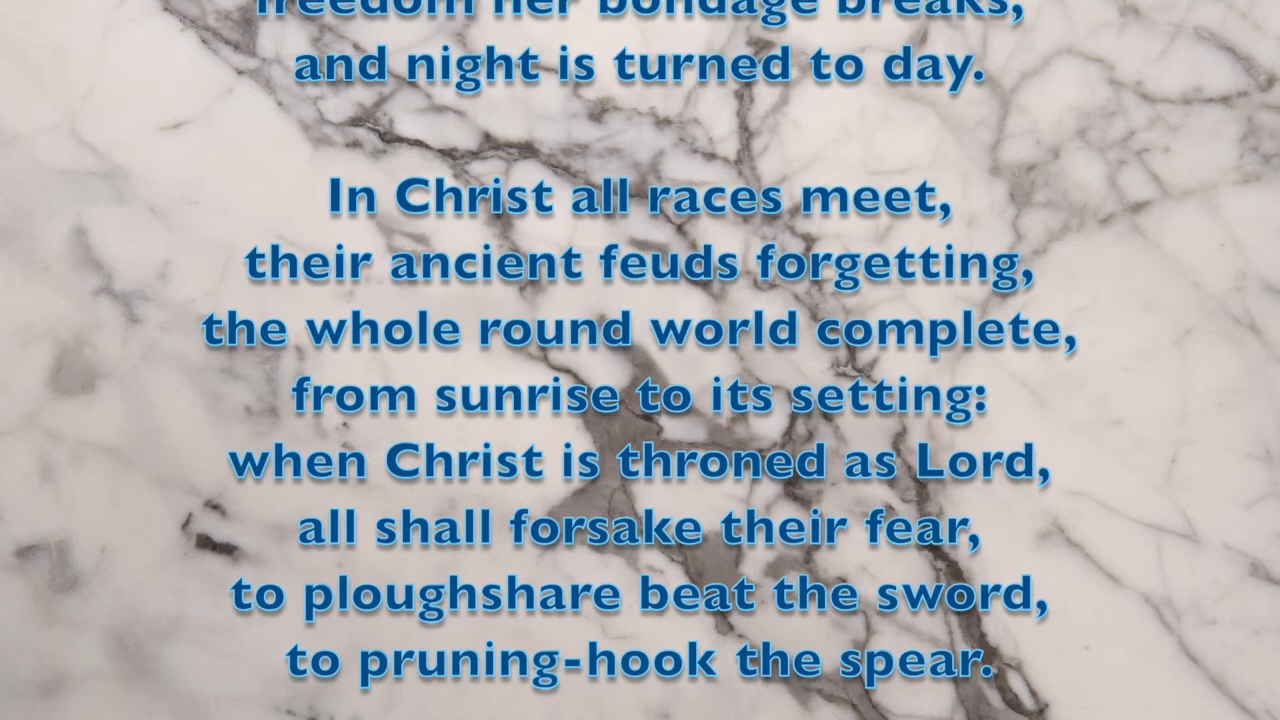 freedom her bondage breaks,
and night is turned to day.
In Christ all races meet,
their ancient feuds forgetting,
the whole round world complete,
from sunrise to its setting:
when Christ is throned as Lord,
all shall forsake their fear,
to ploughshare beat the sword,
to pruning-hook the spear.